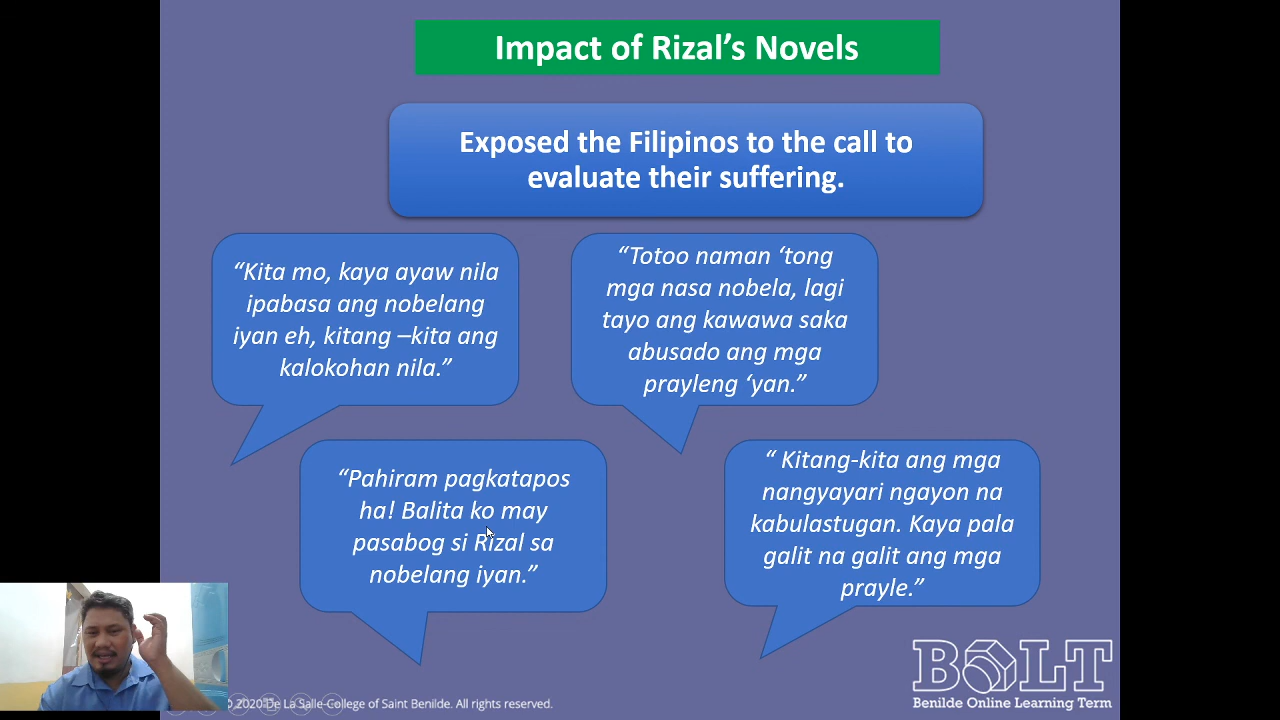 Impact of Rizal’s Novels
Exposed the Filipinos to the call to
evaluate their suffering.
“Kita mo, kaya ayaw nila
ipabasa ang nobelang
iyan eh, kitang –kita ang
kalokohan nila.”
“Totoo naman ‘tong
mga nasa nobela, lagi
tayo ang kawawa saka
abusado ang mga
prayleng ‘yan.”
“Pahiram pagkatapos
ha! Balita ko may
pasabog si Rizal sa
nobelang iyan.”
“ Kitang-kita ang mga
nangyayari ngayon na
kabulastugan. Kaya pala
galit na galit ang mga
prayle.”
© 2020 De La Salle-College of Saint Benilde. All rights reserved.
BOLT
Benilde Online Learning Term